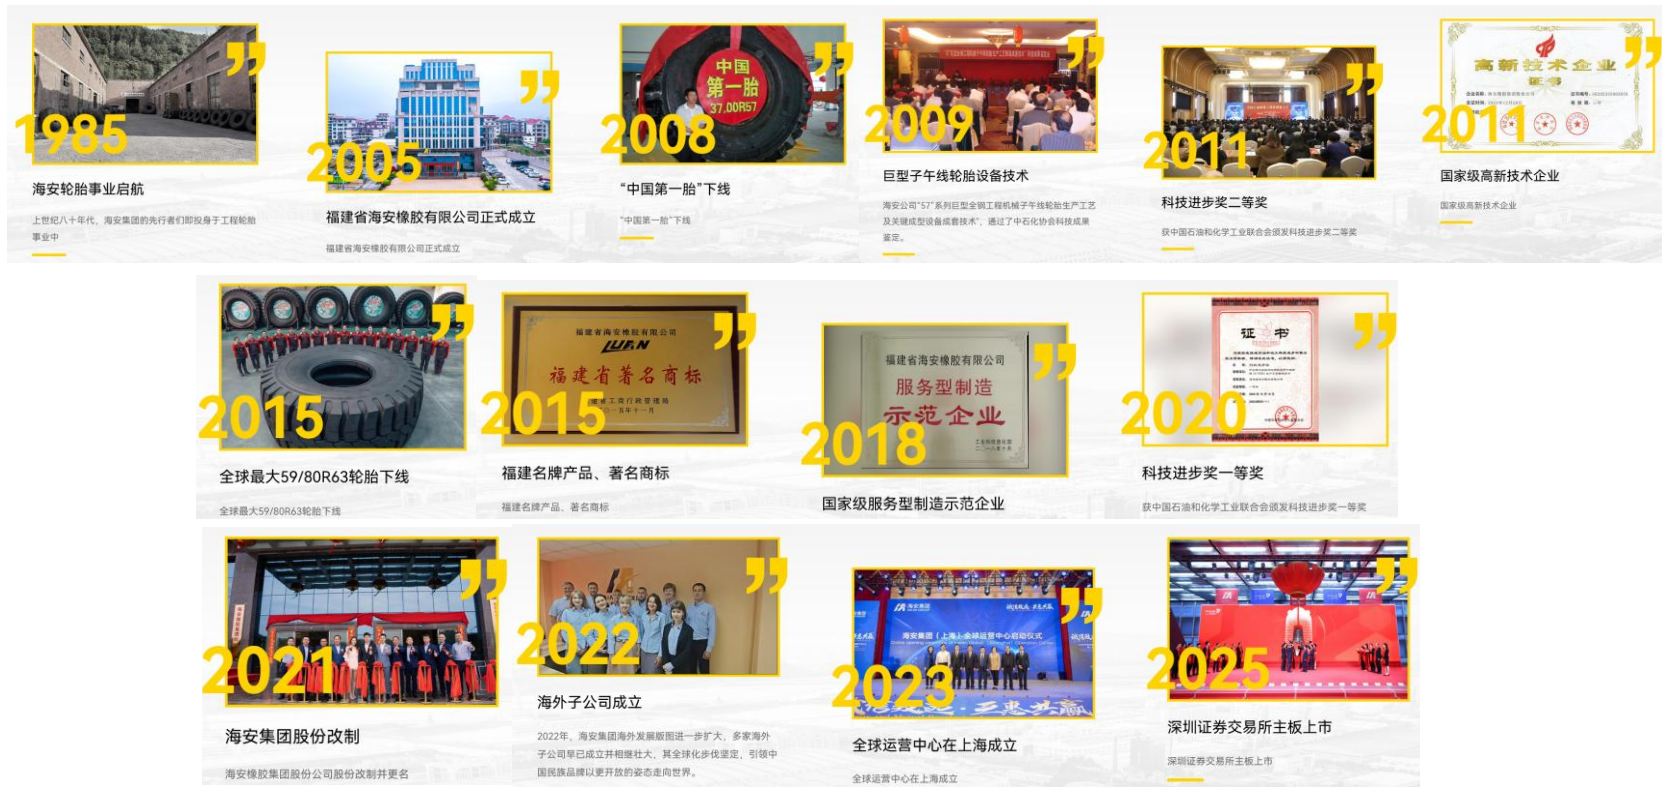 1985
海安轮胎事业启航
上世纪八十年代，海安集团的先行者们即投身于工程轮胎
事业中
2005
福建省海安橡胶有限公司正式成立
福建省海安橡胶有限公司正式成立
中国
第一胎
37.00R57
2008
“中国第一胎”下线
“中国第一胎”下线
2009
巨型子午线轮胎设备技术
海安公司“57”系列巨型全钢工程机械子午线轮胎生产工艺
及关键成型设备成套技术”，通过了中石化协会科技成果
鉴定。
2011
科技进步奖二等奖
获中国石油和化学工业联合会颁发科技进步奖二等奖
高新技术企业
证书
2011
国家级高新技术企业
国家级高新技术企业
2015
全球最大59/80R63轮胎下线
全球最大59/80R63轮胎下线
福建省海安橡胶有限公司
LUAN
福建省著名商标
2015
福建名牌产品、著名商标
福建名牌产品、著名商标
福建省海安橡胶有限公司
服务型制造
示范企业
2018
国家级服务型制造示范企业
证书
2020
科技进步奖一等奖
获中国石油和化学工业联合会颁发科技进步奖一等奖
2021
海安集团股份改制
海安橡胶集团股份公司股份改制并更名
2022
海外子公司成立
2022年，海安集团海外发展版图进一步扩大，多家海外
子公司早已成立并相继壮大，其全球化步伐坚定，引领中
国民族品牌以更开放的姿态走向世界。
海安集团
海安集团（上海）全球运营中心启动仪式
2023
全球运营中心在上海成立
全球运营中心在上海成立
2025
深圳证券交易所主板上市
深圳证券交易所主板上市